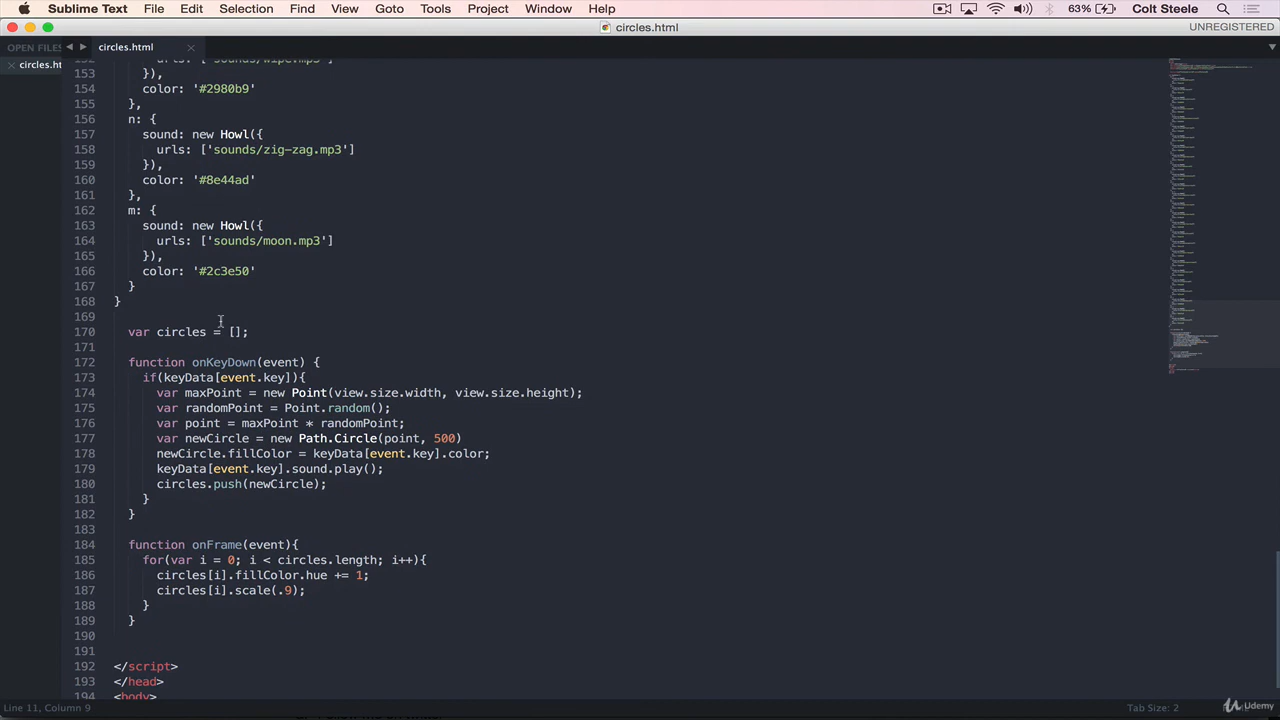 Sublime Text File Edit Selection Find View Goto Tools Project Window Help 63% Colt Steele
circles.html UNREGISTERED
OPEN FILES circles.html ×
× circles.ht
152 urls: ['sounds/wipe.mp3']
153 }),
154 color: '#2980b9'
155 },
156 n: {
157 sound: new Howl({
158 urls: ['sounds/zig-zag.mp3']
159 }),
160 color: '#8e44ad'
161 },
162 m: {
163 sound: new Howl({
164 urls: ['sounds/moon.mp3']
165 }),
166 color: '#2c3e50'
167 }
168 }
169
170 var circles = [];
171
172 function onKeyDown(event) {
173 if(keyData[event.key]){
174 var maxPoint = new Point(view.size.width, view.size.height);
175 var randomPoint = Point.random();
176 var point = maxPoint * randomPoint;
177 var newCircle = new Path.Circle(point, 500)
178 newCircle.fillColor = keyData[event.key].color;
179 keyData[event.key].sound.play();
180 circles.push(newCircle);
181 }
182 }
183
184 function onFrame(event){
185 for(var i = 0; i < circles.length; i++){
186 circles[i].fillColor.hue += 1;
187 circles[i].scale(.9);
188 }
189 }
190
191
192 </script>
193 </head>
194 <body>
Line 11, Column 9 Tab Size: 2 Udemy